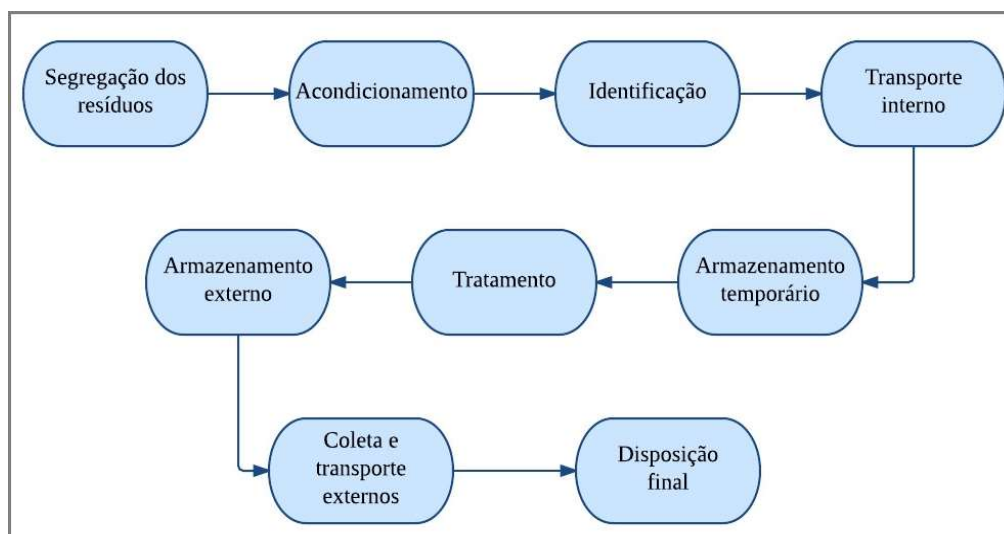 Segregação dos
resíduos
Acondicionamento
Identificação
Transporte
interno
Armazenamento
temporário
Tratamento
Armazenamento
externo
Coleta e
transporte
externos
Disposição
final